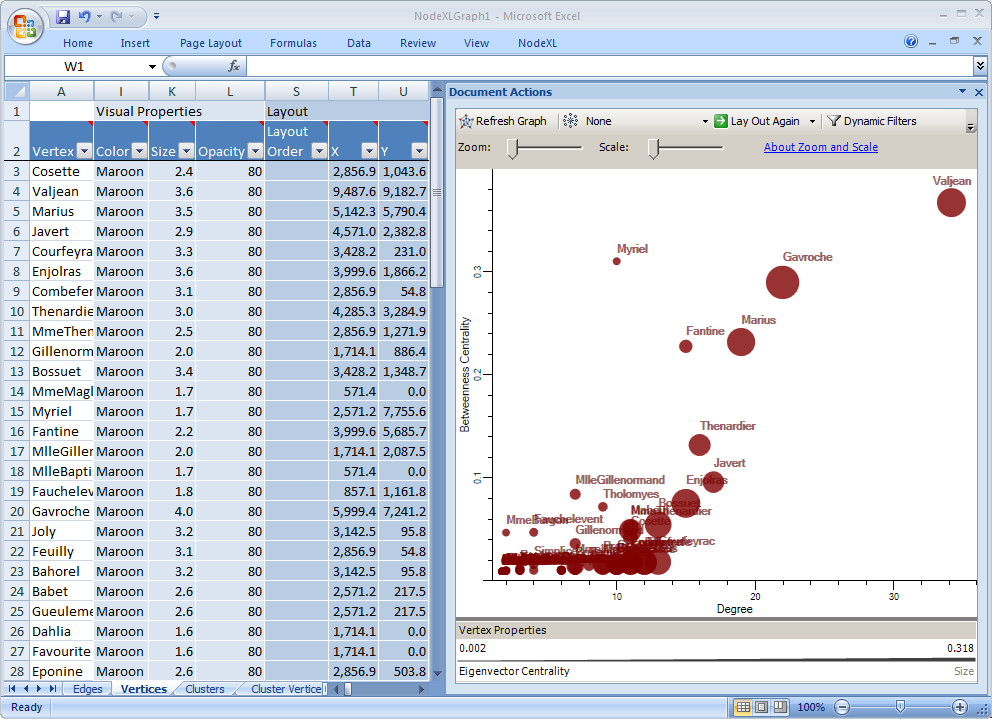 NodeXLGraph1 - Microsoft Excel
Home Insert Page Layout Formulas Data Review View NodeXL
W1 fx
A I K L S T U
1 Visual Properties Layout
2 Vertex Color Size Opacity Layout Order X Y
3 Cosette Maroon 2.4 80 2,856.9 1,043.6
4 Valjean Maroon 3.6 80 9,487.6 9,182.7
5 Marius Maroon 3.5 80 5,142.3 5,790.4
6 Javert Maroon 2.9 80 4,571.0 2,382.8
7 Courfeyra Maroon 3.3 80 3,428.2 231.0
8 Enjolras Maroon 3.6 80 3,999.6 1,866.2
9 Combefer Maroon 3.1 80 2,856.9 54.8
10 Thenardie Maroon 3.0 80 4,285.3 3,284.9
11 MmeThen Maroon 2.5 80 2,856.9 1,271.9
12 Gillenorm Maroon 2.0 80 1,714.1 886.4
13 Bossuet Maroon 3.4 80 3,428.2 1,348.7
14 MmeMagl Maroon 1.7 80 571.4 0.0
15 Myriel Maroon 1.7 80 2,571.2 7,755.6
16 Fantine Maroon 2.2 80 3,999.6 5,685.7
17 MlleGiller Maroon 2.0 80 1,714.1 2,087.5
18 MlleBapti Maroon 1.7 80 571.4 0.0
19 Fauchelev Maroon 1.8 80 857.1 1,161.8
20 Gavroche Maroon 4.0 80 5,999.4 7,241.2
21 Joly Maroon 3.2 80 3,142.5 95.8
22 Feuilly Maroon 3.1 80 2,856.9 54.8
23 Bahorel Maroon 3.2 80 3,142.5 95.8
24 Babet Maroon 2.6 80 2,571.2 217.5
25 Gueuleme Maroon 2.6 80 2,571.2 217.5
26 Dahlia Maroon 1.6 80 1,714.1 0.0
27 Favourite Maroon 1.6 80 1,714.1 0.0
28 Eponine Maroon 2.6 80 2,856.9 503.8
Edges Vertices Clusters Cluster Vertice
Document Actions
Refresh Graph None Lay Out Again Dynamic Filters
Zoom: Scale: About Zoom and Scale
Valjean
Myriel
Gavroche
0.3
Marius
Fantine
Betweenness Centrality
0.2
Thenardier
Javert
0.1
MlleGillenormand
Enjolras
Tholomyes
Bossuet
Fauchelevent
Cosette
Gillenormand
10 20 30
Degree
Vertex Properties
0.002 0.318
Eigenvector Centrality Size
Ready 100%